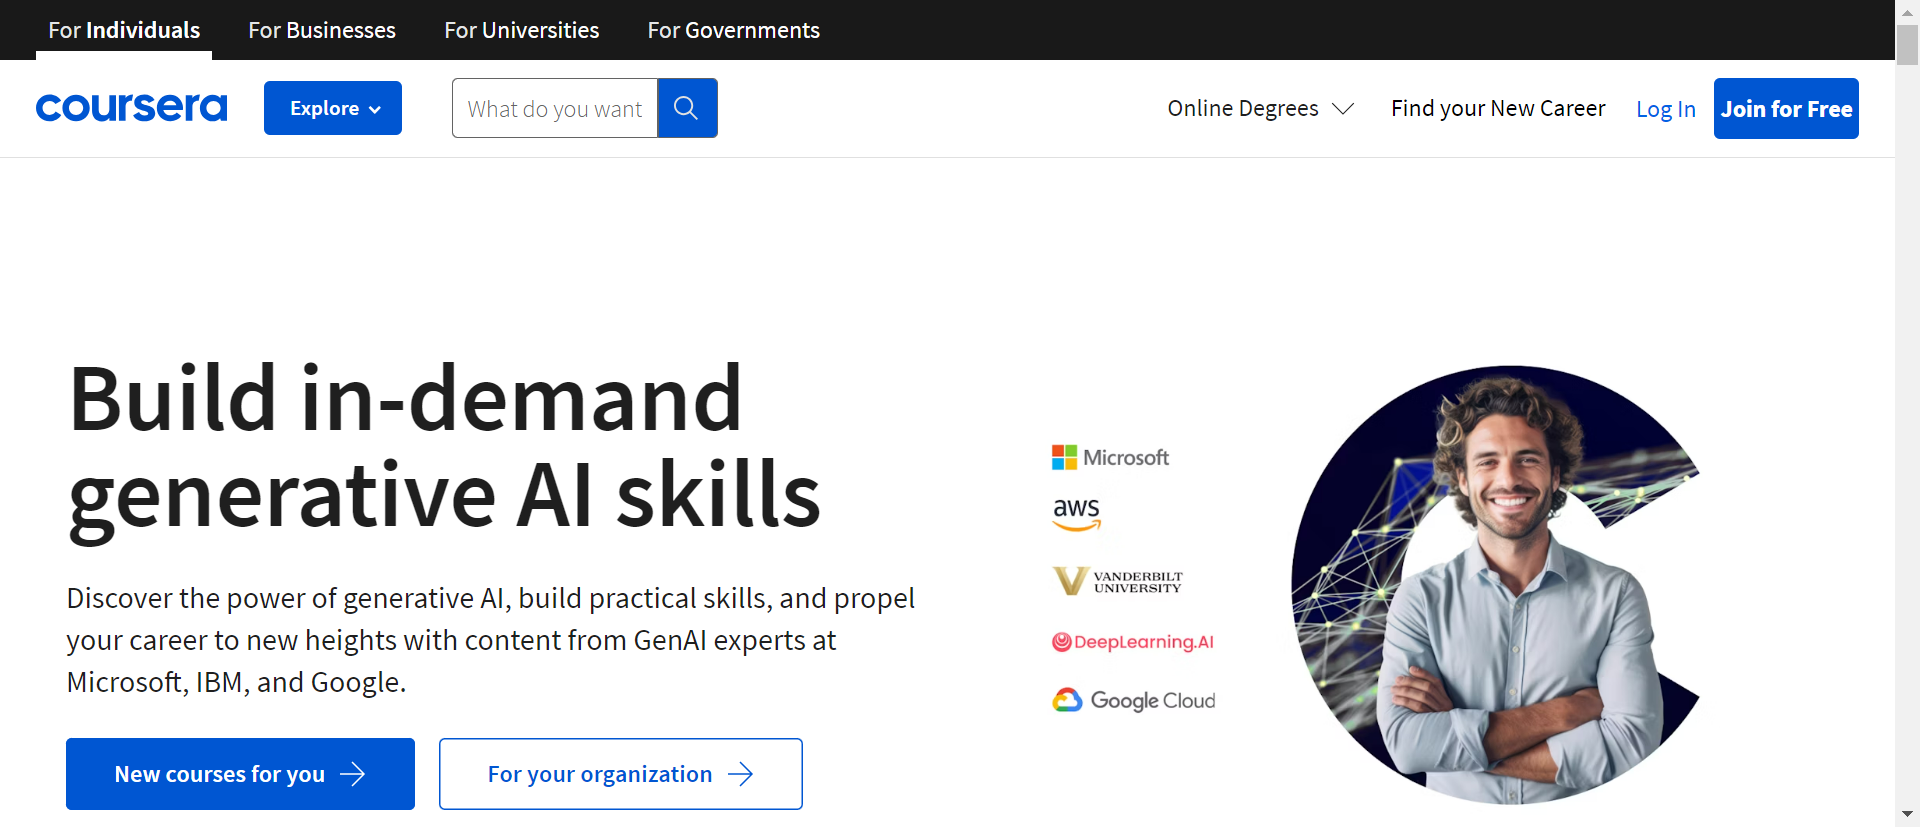 For Individuals For Businesses For Universities For Governments
coursera Explore What do you want Online Degrees Find your New Career Log In Join for Free
Build in-demand
generative AI skills
Discover the power of generative AI, build practical skills, and propel
your career to new heights with content from GenAI experts at
Microsoft, IBM, and Google.
New courses for you For your organization
Microsoft
aws
VANDERBILT
UNIVERSITY
DeepLearning.AI
Google Cloud